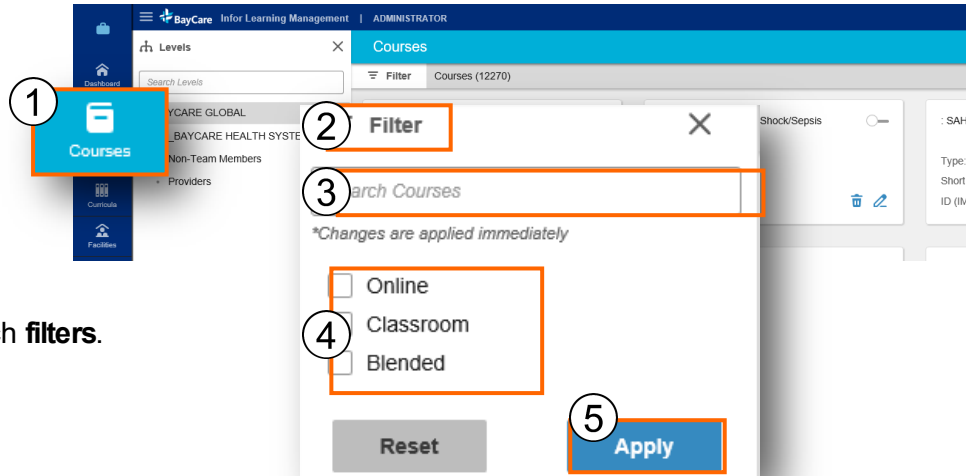 BayCare Infor Learning Management | ADMINISTRATOR
Levels
Courses
Dashboard
Search Levels
Filter Courses (12270)
1
Courses
YCARE GLOBAL
_BAYCARE HEALTH SYSTE
Non-Team Members
Providers
Curricula
Facilities
2
Filter
Shock/Sepsis
: SAH
Type:
Short
ID (IM
3
arch Courses
*Changes are applied immediately
Online
4
Classroom
Blended
h filters.
5
Reset
Apply